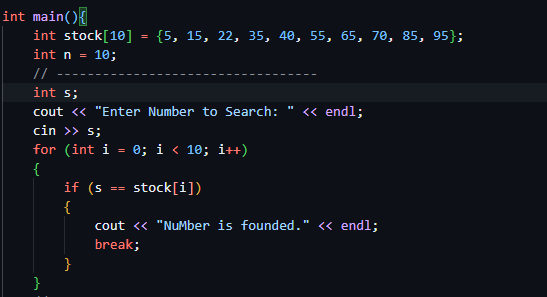 int main(){
int stock[10] = {5, 15, 22, 35, 40, 55, 65, 70, 85, 95};
int n = 10;
// ----------------------------------
int s;
cout << "Enter Number to Search: " << endl;
cin >> s;
for (int i = 0; i < 10; i++)
{
if (s == stock[i])
{
cout << "NuMber is founded." << endl;
break;
}
}